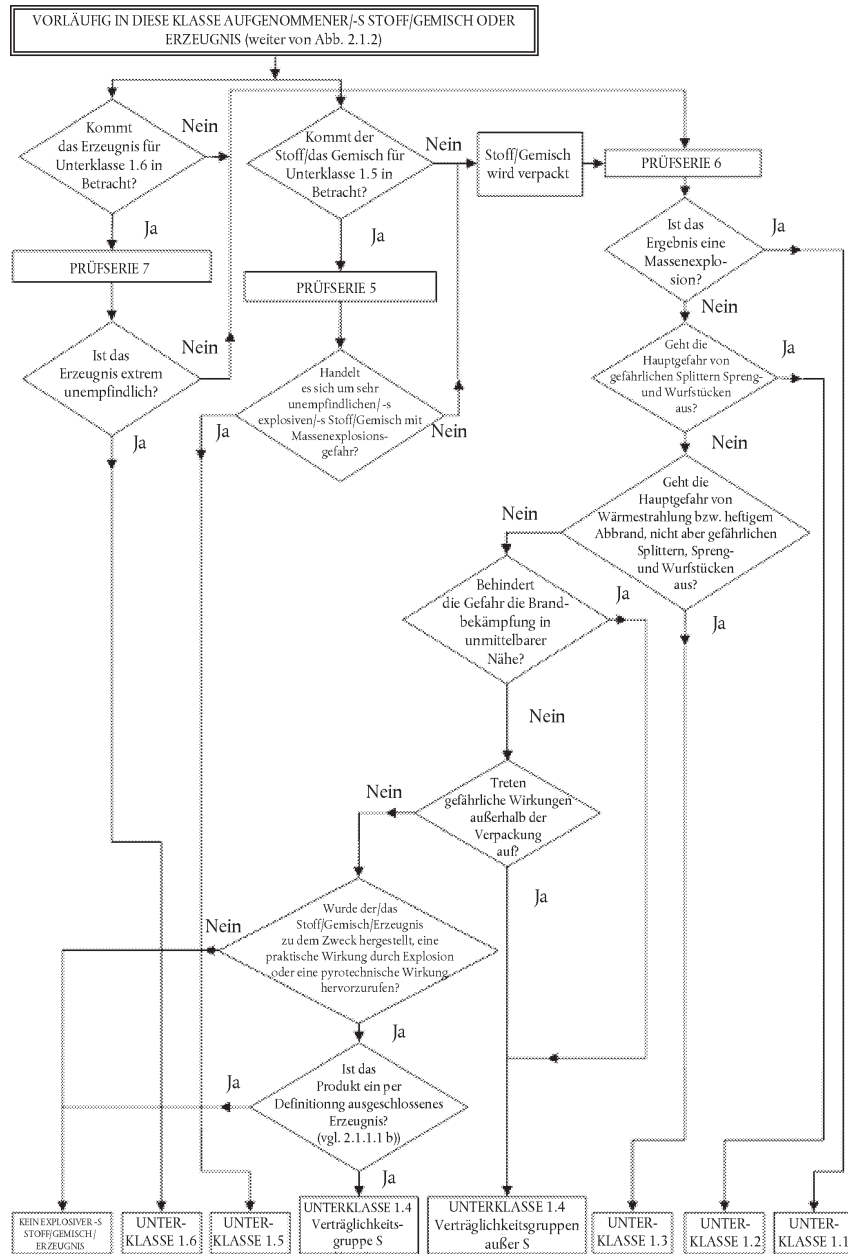 VORLÄUFIG IN DIESE KLASSE AUFGENOMMENER/-S STOFF/GEMISCH ODER
ERZEUGNIS (weiter von Abb. 2.1.2)
Kommt
das Erzeugnis für
Unterklasse 1.6 in
Betracht?
Nein
Ja
Kommt der
Stoff/das Gemisch für
Unterklasse 1.5 in
Betracht?
Nein
Ja
Stoff/Gemisch
wird verpackt
PRÜFSERIE 6
PRÜFSERIE 7
PRÜFSERIE 5
Ist das
Ergebnis eine
Massenexplo-
sion?
Ja
Nein
Ist das
Erzeugnis extrem
unempfindlich?
Nein
Ja
Handelt
es sich um sehr
unempfindlichen/-s
explosiven/-s Stoff/Gemisch mit
Massenexplosions-
gefahr?
Ja
Nein
Geht die
Hauptgefahr von
gefährlichen Splittern Spreng-
und Wurfstücken
aus?
Ja
Nein
Geht die
Hauptgefahr von
Wärmestrahlung bzw. heftigem
Abbrand, nicht aber gefährlichen
Splittern, Spreng-
und Wurfstücken
aus?
Nein
Ja
Behindert
die Gefahr die Brand-
bekämpfung in
unmittelbarer
Nähe?
Ja
Nein
Treten
gefährliche Wirkungen
außerhalb der
Verpackung
auf?
Nein
Ja
Wurde der/das
Stoff/Gemisch/Erzeugnis
zu dem Zweck hergestellt, eine
praktische Wirkung durch Explosion
oder eine pyrotechnische Wirkung
hervorzurufen?
Nein
Ja
Ist das
Produkt ein per
Definitionng ausgeschlossenes
Erzeugnis?
(vgl. 2.1.1.1 b))
Ja
Ja
KEIN EXPLOSIVER -S
STOFF/GEMISCH/
ERZEUGNIS
UNTER-
KLASSE 1.6
UNTER-
KLASSE 1.5
UNTERKLASSE 1.4
Verträglichkeits-
gruppe S
UNTERKLASSE 1.4
Verträglichkeitsgruppen
außer S
UNTER-
KLASSE 1.3
UNTER-
KLASSE 1.2
UNTER-
KLASSE 1.1